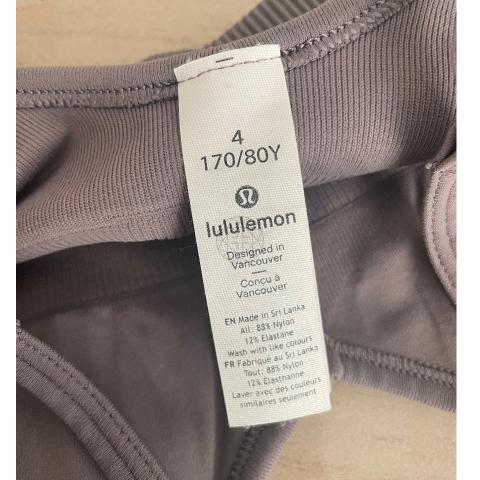 4
170/80Y
lululemon
Designed in
Vancouver
Conçu à
Vancouver
EN Made in Sri Lanka
All: 88% Nylon
12% Elastane
Wash with like colours
FR Fabriqué au Sri Lanka
Tout: 88% Nylon
12% Élasthanne
Laver avec des couleurs
similaires seulement